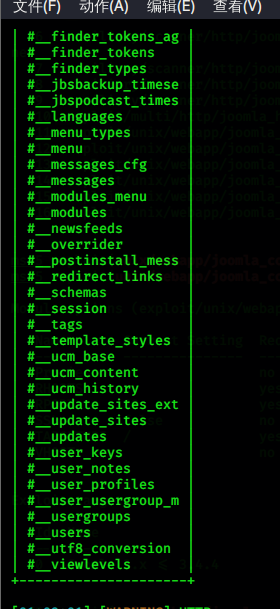 文件(F) 动作(A) 编辑(E) 查看(V)
| #__finder_tokens_ag |
| #__finder_tokens |
| #__finder_types |
| #__jbsbackup_timese |
| #__jbspodcast_times |
| #__languages |
| #__menu_types |
| #__menu |
| #__messages_cfg |
| #__messages |
| #__modules_menu |
| #__modules |
| #__newsfeeds |
| #__overrider |
| #__postinstall_mess |
| #__redirect_links |
| #__schemas |
| #__session |
| #__tags |
| #__template_styles |
| #__ucm_base |
| #__ucm_content |
| #__ucm_history |
| #__update_sites_ext |
| #__update_sites |
| #__updates |
| #__user_keys |
| #__user_notes |
| #__user_profiles |
| #__user_usergroup_m |
| #__usergroups |
| #__users |
| #__utf8_conversion |
| #__viewlevels |
+---------------------+